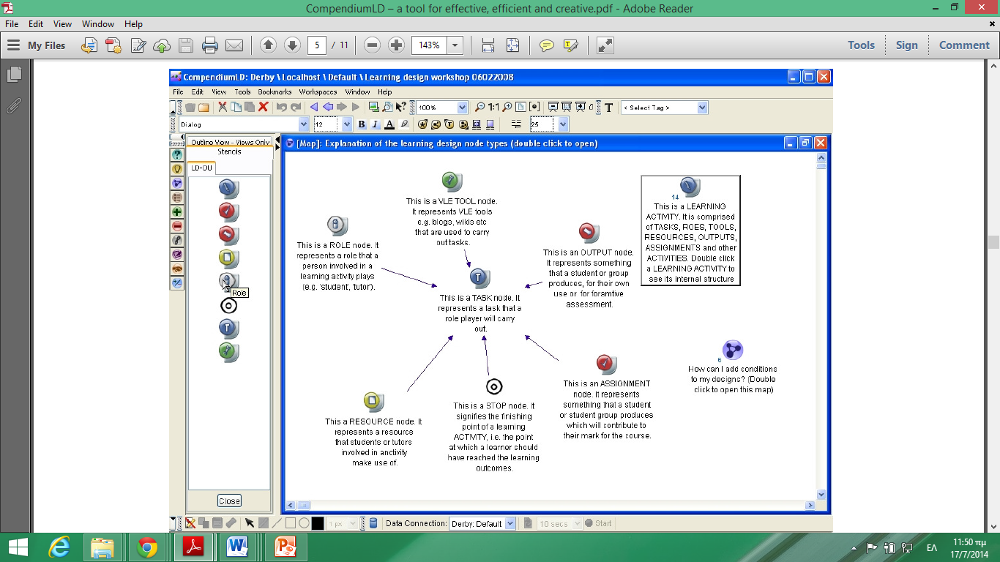 CompendiumLD – a tool for effective, efficient and creative.pdf - Adobe Reader
File Edit View Window Help
My Files 5 / 11 143% Tools Sign Comment
CompendiumLD: Derby \ Localhost \ Default \ Learning design workshop 06022008
File Edit View Tools Bookmarks Workspaces Window Help
100% 1:1 T < Select Tag >
Dialog 12 B I A 25
Outline View - Views Only
Stencils
LD-OU
Role
Close
[Map]: Explanation of the learning design node types (double click to open)
This is a VLE TOOL node.
It represents VLE tools
e.g. blogs, wikis etc
that are used to carry
out tasks.
14
This is a LEARNING
ACTIVITY. It is comprised
of TASKS, ROES, TOOLS,
RESOURCES, OUTPUTS,
ASSIGNMENTS and other
ACTIVITIES. Double click
a LEARNING ACTIVITY to
see its internal structure
This is a ROLE node. It
represents a role that a
person involved in a
learning activity plays
(e.g. 'student', 'tutor').
This is an OUTPUT node.
It represents something
that a student or group
produces, for their own
use or for foramtive
assessment.
T
This is a TASK node. It
represents a task that a
role player will carry
out.
6
How can I add conditions
to my designs? (Double
click to open this map)
This is an ASSIGNMENT
node. It represents
something that a student
or student group produces
which will contribute to
their mark for the course.
This a RESOURCE node. It
represents a resource
that students or tutors
involved in anctivity
make use of.
This is a STOP node. It
signifies the finishing
point of a learning
ACTIVITY, i.e. the point
at which a learner should
have reached the learning
outcomes.
1 px Data Connection: Derby: Default 10 secs Start
ΕΛ
11:50 πμ
17/7/2014